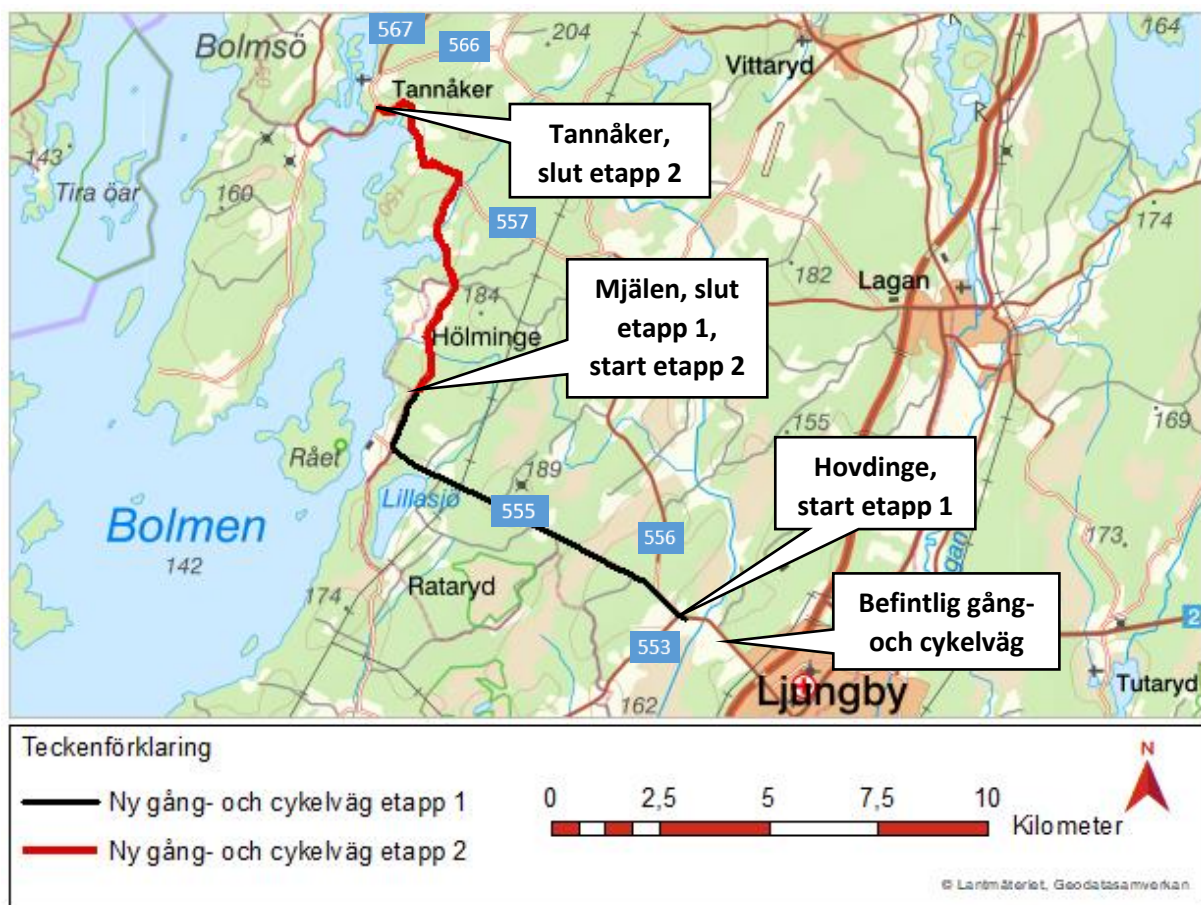 567
566
204
Bolmsö
Vittaryd
Tannåker
R
R
164
143
Tannåker,
slut etapp 2
Tira öar
160
557
174
182
Lagan
Mjälen, slut
etapp 1,
start etapp 2
184
Hölminge
155
169
Råel
189
Hovdinge,
start etapp 1
Lillasjö
555
Bolmen
142
556
173
174
Rataryd
Befintlig gång-
och cykelväg
2
553
162
Ljungby
Tutaryd
Teckenförklaring
Ny gång- och cykelväg etapp 1
Ny gång- och cykelväg etapp 2
0 2,5 5 7,5 10
Kilometer
N
© Lantmäteriet, Geodatasamverkan